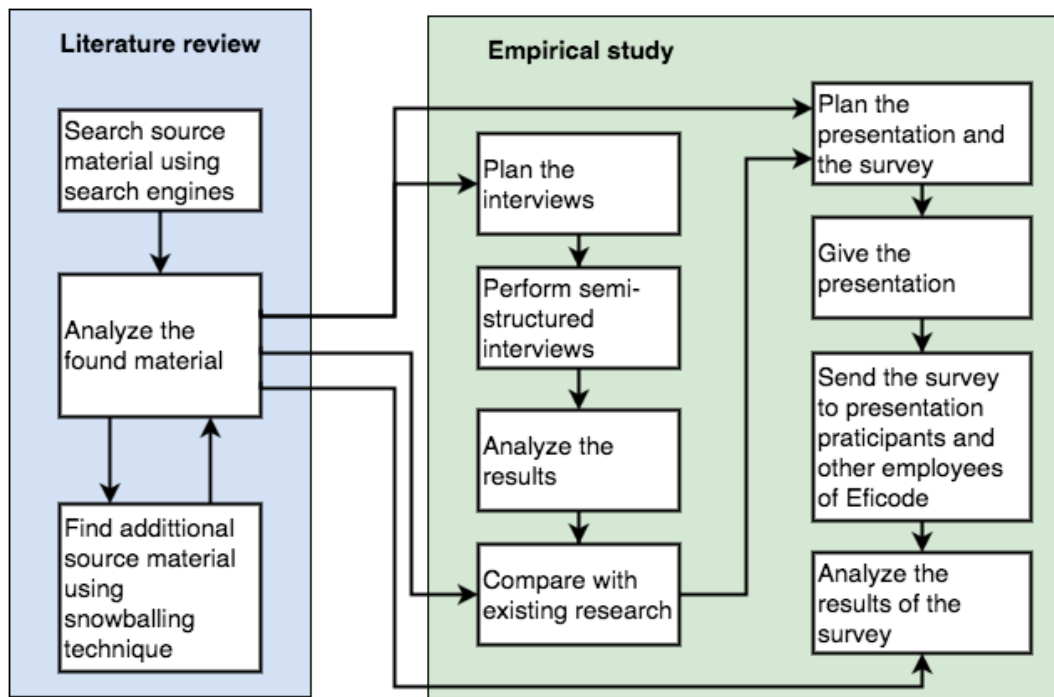 Literature review
Search source
material using
search engines
Analyze the
found material
Find addittional
source material
using
snowballing
technique
Empirical study
Plan the
interviews
Perform semi-
structured
interviews
Analyze the
results
Compare with
existing research
Plan the
presentation and
the survey
Give the
presentation
Send the survey
to presentation
praticipants and
other employees
of Eficode
Analyze the
results of the
survey